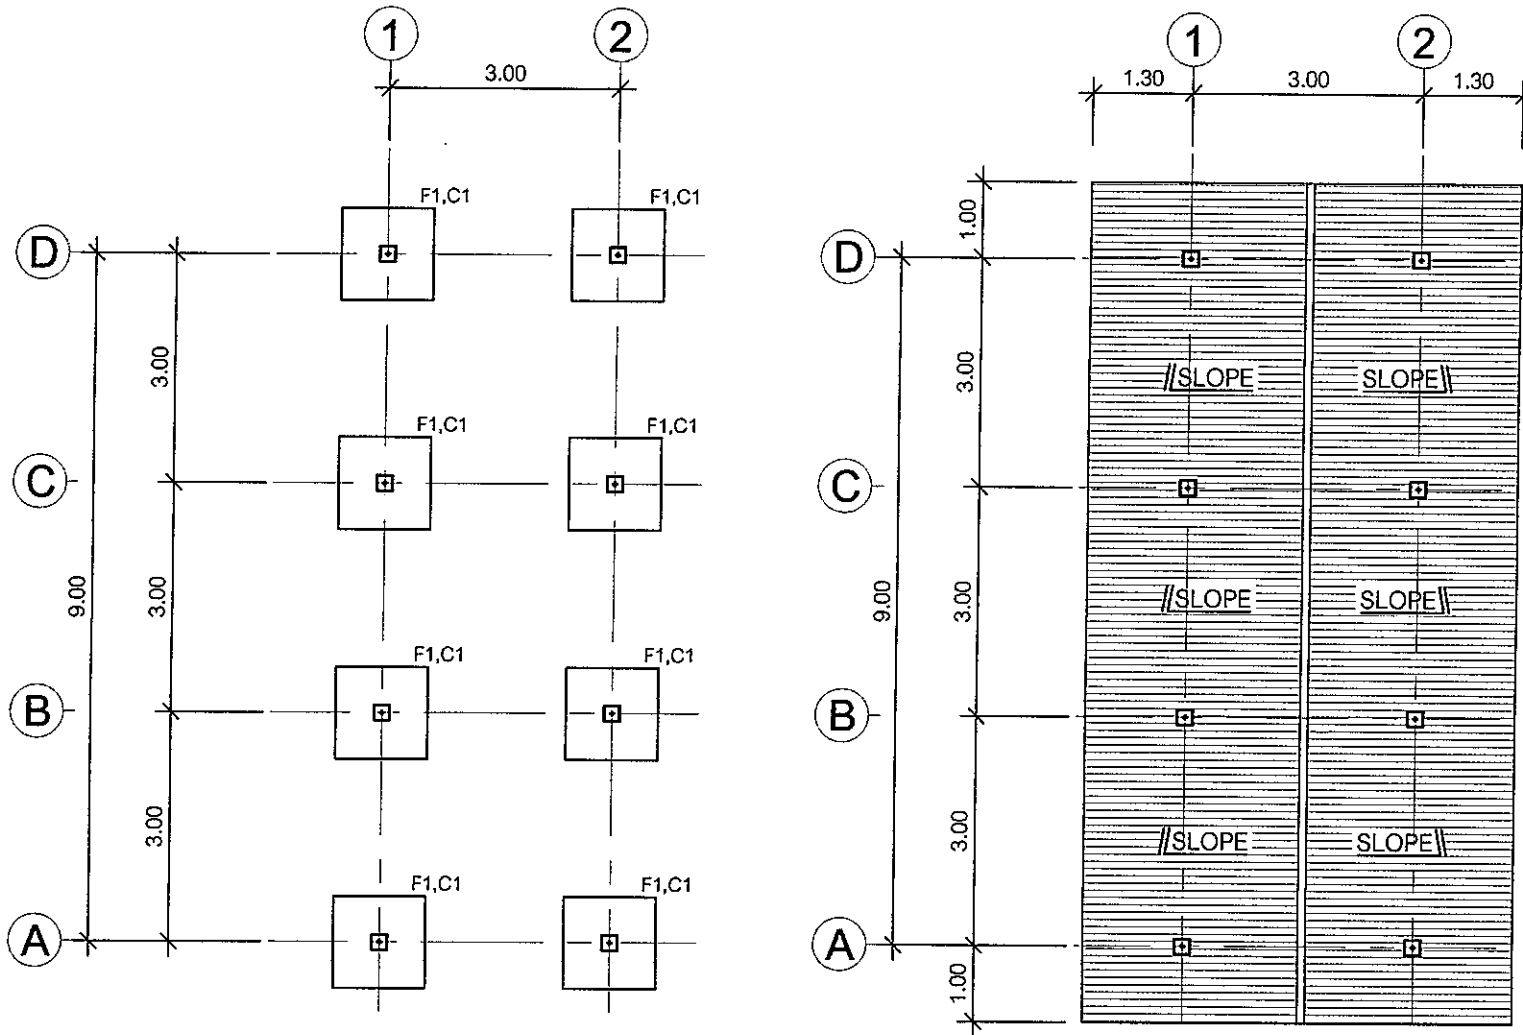 1
2
3.00
F1,C1
F1,C1
D
3.00
F1,C1
F1,C1
C
9.00
3.00
F1,C1
F1,C1
B
3.00
F1,C1
F1,C1
A
1
2
1.30
3.00
1.30
1.00
D
3.00
//SLOPE
SLOPE\\
C
9.00
3.00
//SLOPE
SLOPE\\
B
3.00
//SLOPE
SLOPE\\
A
1.00